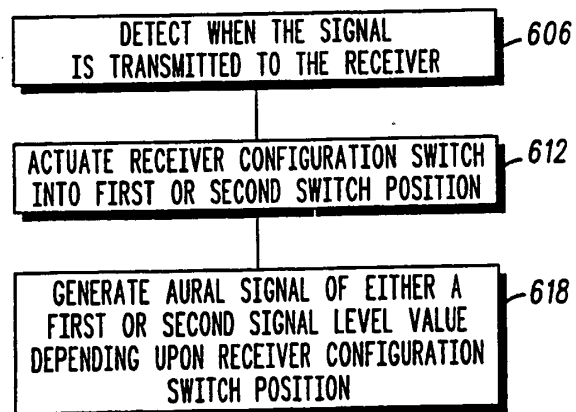 DETECT WHEN THE SIGNAL
IS TRANSMITTED TO THE RECEIVER
606
ACTUATE RECEIVER CONFIGURATION SWITCH
INTO FIRST OR SECOND SWITCH POSITION
612
GENERATE AURAL SIGNAL OF EITHER A
FIRST OR SECOND SIGNAL LEVEL VALUE
DEPENDING UPON RECEIVER CONFIGURATION
SWITCH POSITION
618